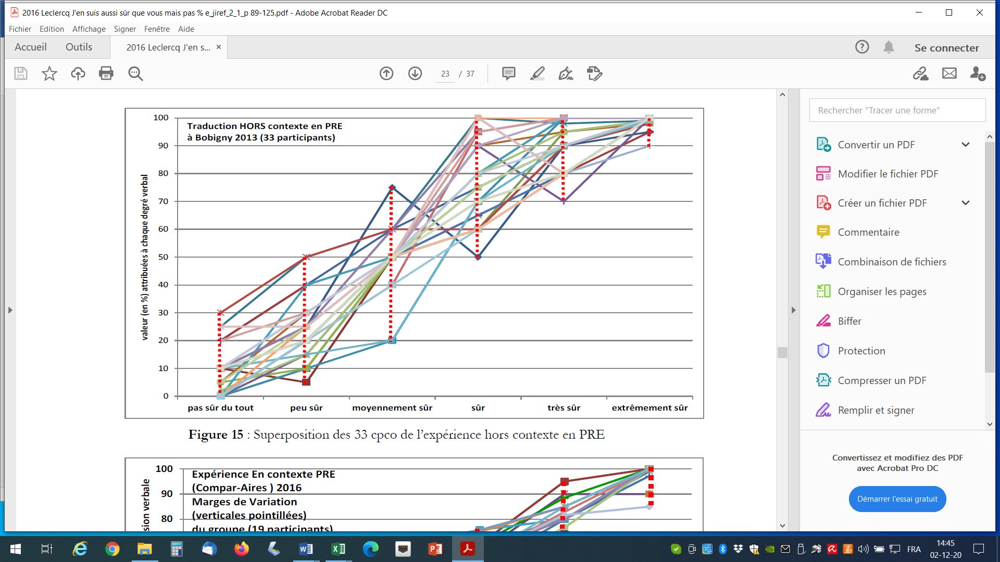 2016 Leclercq J'en suis aussi sûr que vous mais pas % e_jiref_2_1_p 89-125.pdf - Adobe Acrobat Reader DC
Fichier Edition Affichage Signer Fenêtre Aide
Accueil Outils 2016 Leclercq J'en s... × Se connecter
23 / 37
Traduction HORS contexte en PRE
à Bobigny 2013 (33 participants)
valeur (en %) attribuées à chaque degré verbal
100
90
80
70
60
50
40
30
20
10
0
pas sûr du tout peu sûr moyennement sûr sûr très sûr extrêmement sûr
Figure 15 : Superposition des 33 cpco de l'expérience hors contexte en PRE
Expérience En contexte PRE
(Compar-Aires ) 2016
Marges de Variation
(verticales pointillées)
du groupe (19 participants)
sion verbale
100
90
80
Rechercher "Tracer une forme"
Convertir un PDF
Modifier le fichier PDF
Créer un fichier PDF
Commentaire
Combinaison de fichiers
Organiser les pages
Biffer
Protection
Compresser un PDF
Remplir et signer
Convertissez et modifiez des PDF
avec Acrobat Pro DC
Démarrer l'essai gratuit
FRA
14:45
02-12-20